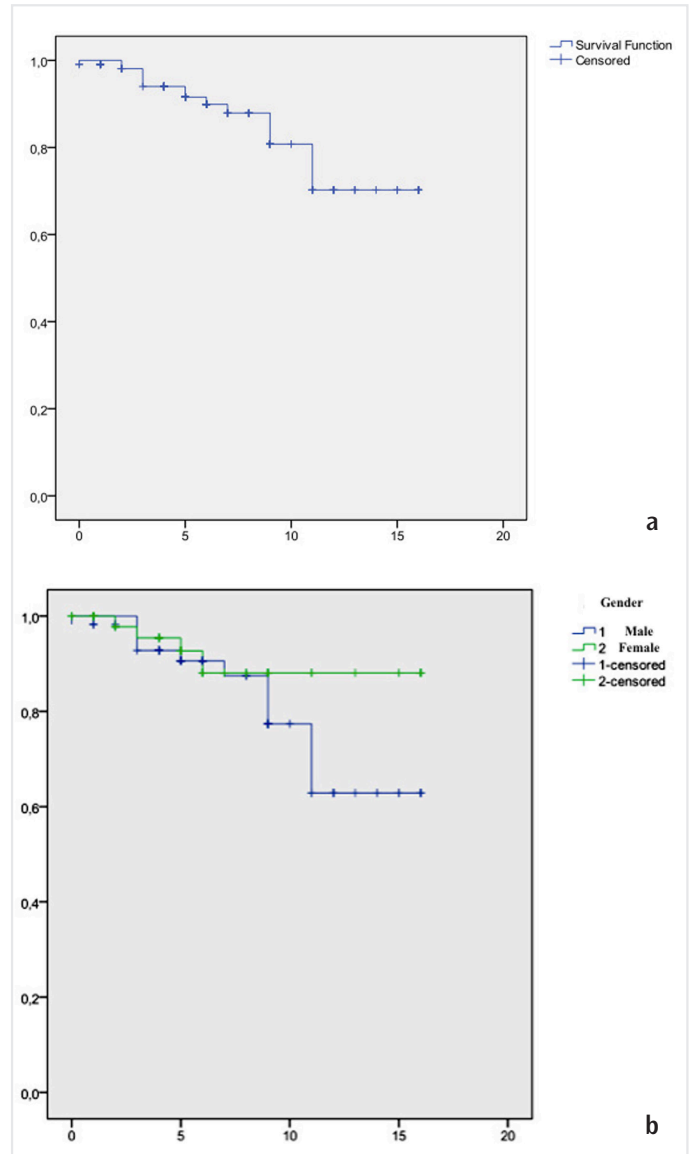 Survival Function
Censored
1,0
0,8
0,6
0,4
0,2
0,0
0 5 10 15 20
a
Gender
1 Male
2 Female
1-censored
2-censored
1,0
0,8
0,6
0,4
0,2
0,0
0 5 10 15 20
b